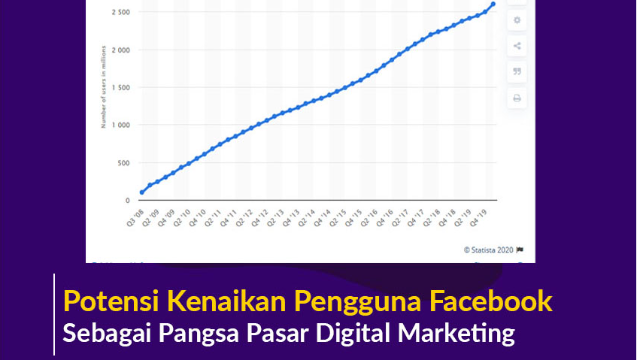 2 500
2 000
1 500
1 000
500
0
Number of users in millions
Q3 '08
Q2 '09
Q4 '09
Q2 '10
Q4 '10
Q2 '11
Q4 '11
Q2 '12
Q4 '12
Q2 '13
Q4 '13
Q2 '14
Q4 '14
Q2 '15
Q4 '15
Q2 '16
Q4 '16
Q2 '17
Q4 '17
Q2 '18
Q4 '18
Q2 '19
Q4 '19
© Statista 2020
Potensi Kenaikan Pengguna Facebook
Sebagai Pangsa Pasar Digital Marketing